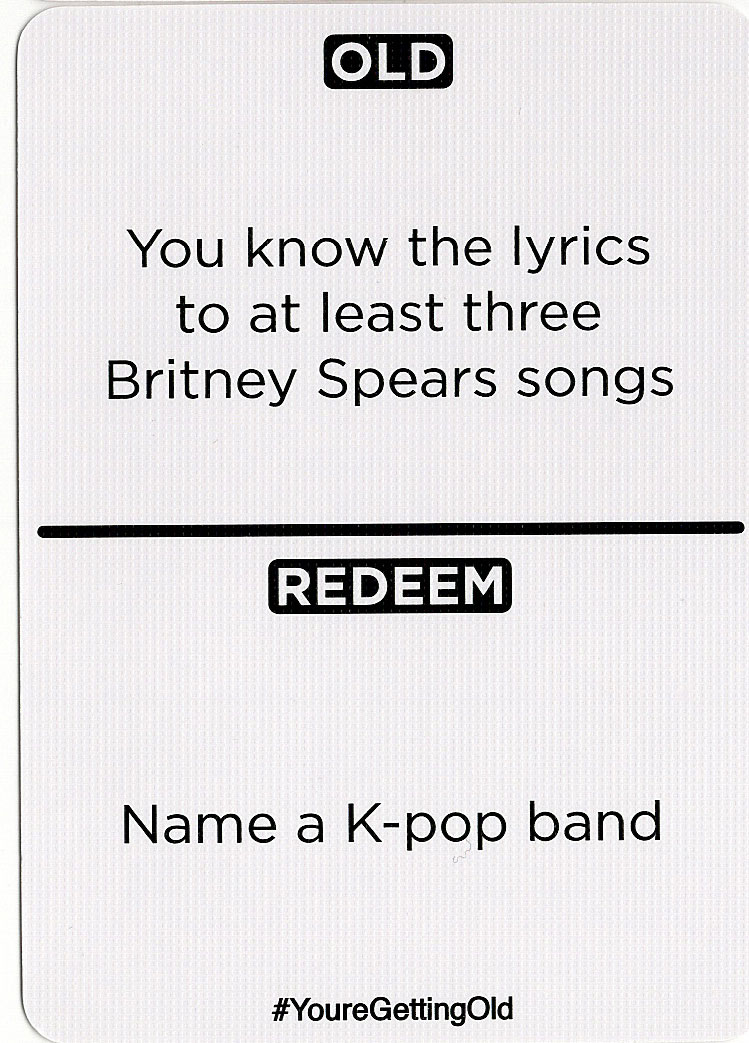 OLD
You know the lyrics
to at least three
Britney Spears songs
REDEEM
Name a K-pop band
#YoureGettingOld